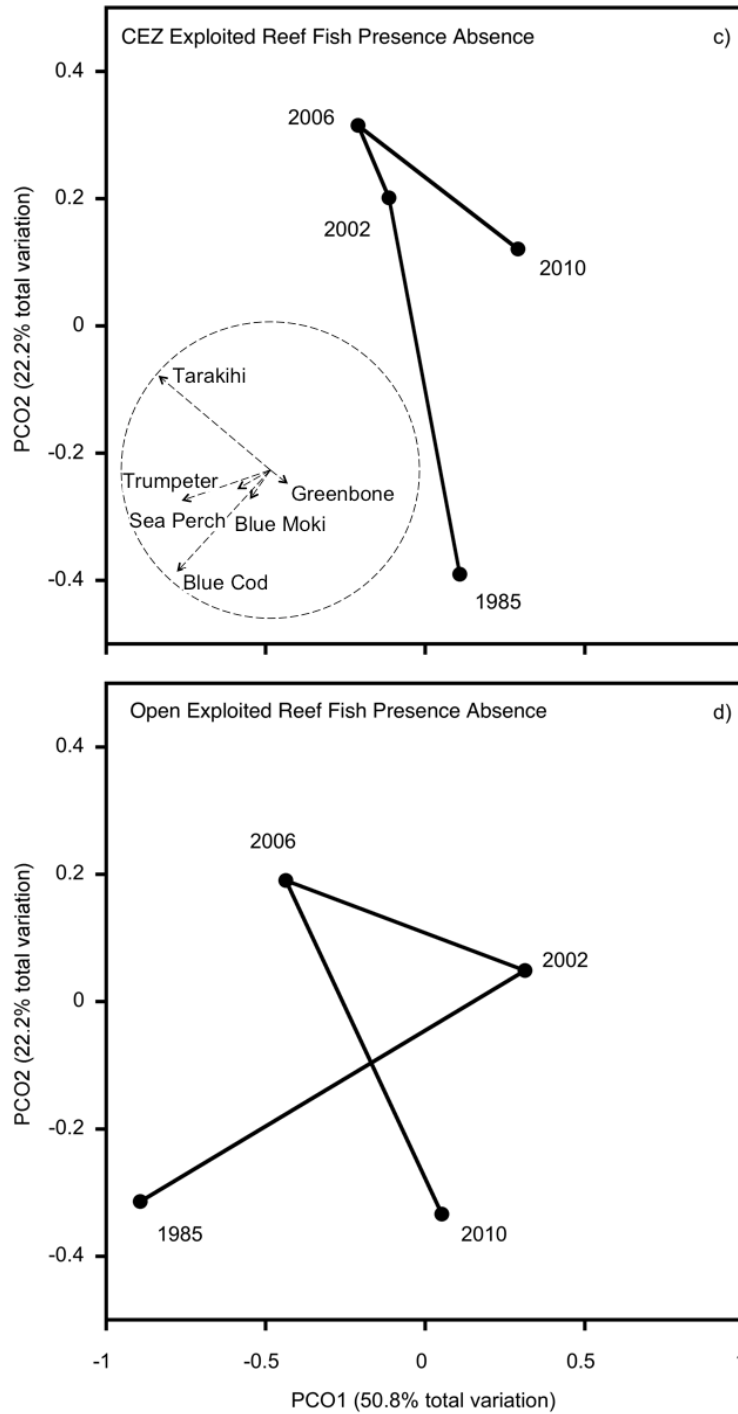 CEZ Exploited Reef Fish Presence Absence
c)
0.4
2006
0.2
2002
2010
0
Tarakihi
-0.2
Trumpeter
Greenbone
Sea Perch
Blue Moki
-0.4
Blue Cod
1985
PCO2 (22.2% total variation)
Open Exploited Reef Fish Presence Absence
d)
0.4
2006
0.2
2002
0
-0.2
1985
2010
-0.4
PCO2 (22.2% total variation)
-1
-0.5
0
0.5
1
PCO1 (50.8% total variation)